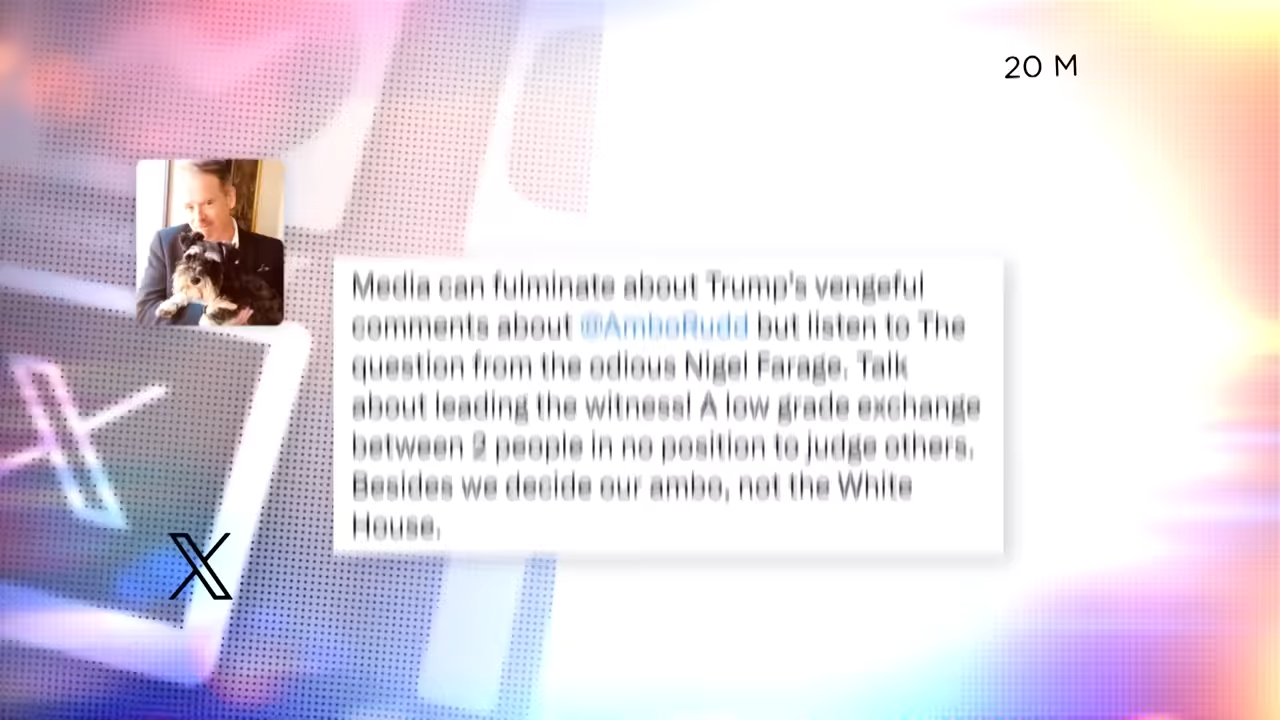 20 M
Media can fulminate about Trump's vengeful
comments about @AmboRudd but listen to The
question from the odious Nigel Farage. Talk
about leading the witness! A low grade exchange
between 2 people in no position to judge others.
Besides we decide our ambo, not the White
House.